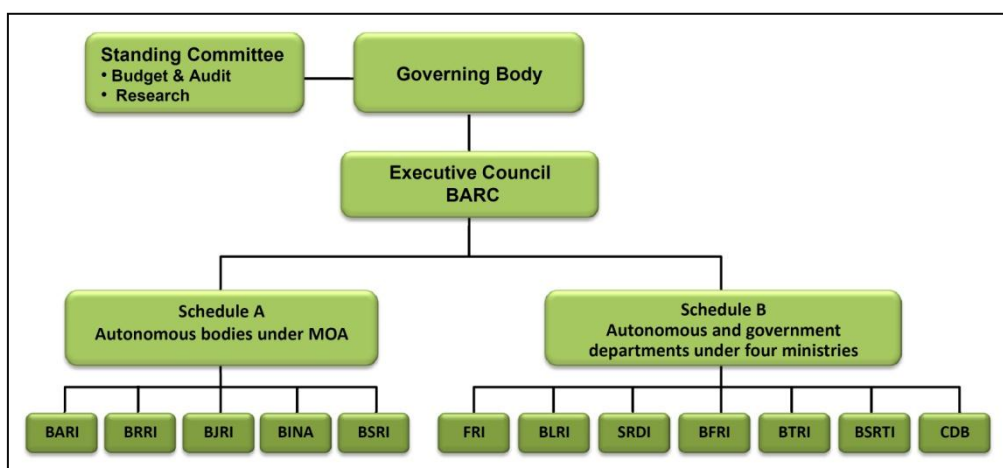 Standing Committee
• Budget & Audit
• Research
Governing Body
Executive Council
BARC
Schedule A
Autonomous bodies under MOA
Schedule B
Autonomous and government
departments under four ministries
BARI
BRRI
BJRI
BINA
BSRI
FRI
BLRI
SRDI
BFRI
BTRI
BSRTI
CDB